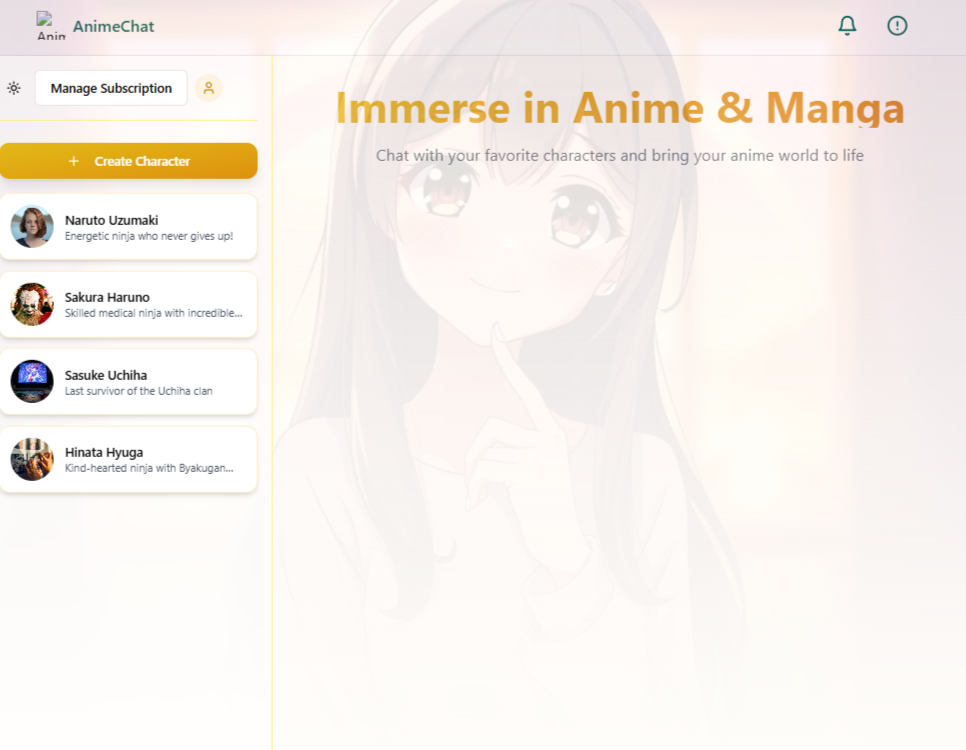 Anim
AnimeChat
Manage Subscription
Create Character
Naruto Uzumaki
Energetic ninja who never gives up!
Sakura Haruno
Skilled medical ninja with incredible...
Sasuke Uchiha
Last survivor of the Uchiha clan
Hinata Hyuga
Kind-hearted ninja with Byakugan...
Immerse in Anime & Manga
Chat with your favorite characters and bring your anime world to life